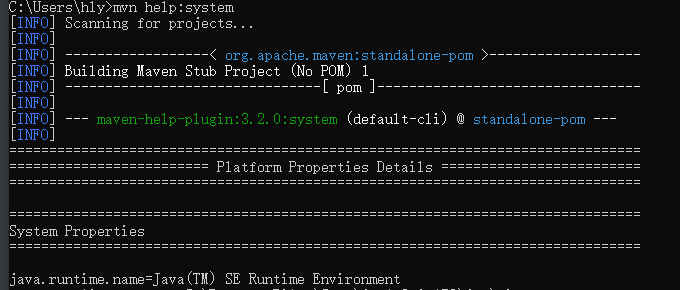 C:\Users\hly>mvn help:system
[INFO] Scanning for projects...
[INFO]
[INFO] ------------------< org.apache.maven:standalone-pom >-------------------
[INFO] Building Maven Stub Project (No POM) 1
[INFO] --------------------------------[ pom ]---------------------------------
[INFO]
[INFO] --- maven-help-plugin:3.2.0:system (default-cli) @ standalone-pom ---
[INFO]
================================================================================
========================= Platform Properties Details =========================
================================================================================
================================================================================
System Properties
================================================================================
java.runtime.name=Java(TM) SE Runtime Environment